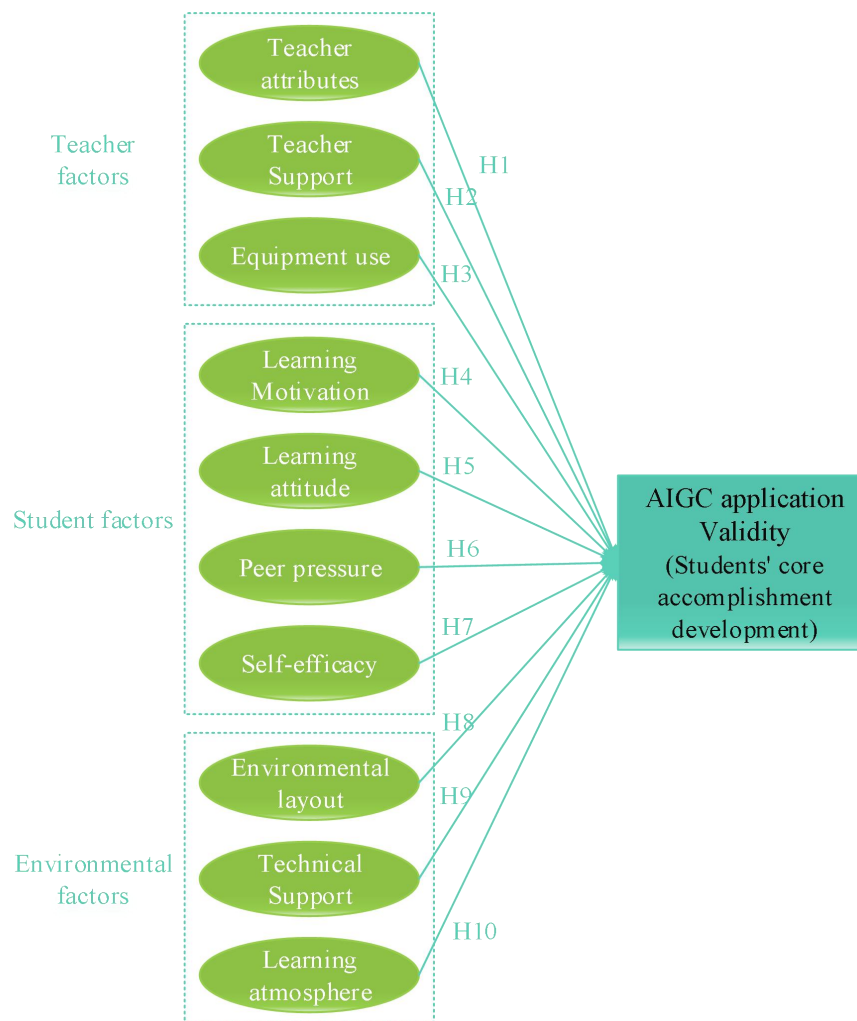 Teacher
factors
Teacher
attributes
Teacher
Support
Equipment use
H1
H2
H3
Student factors
Learning
Motivation
Learning
attitude
Peer pressure
Self-efficacy
H4
H5
H6
H7
Environmental
factors
Environmental
layout
Technical
Support
Learning
atmosphere
H8
H9
H10
AIGC application
Validity
(Students' core
accomplishment
development)